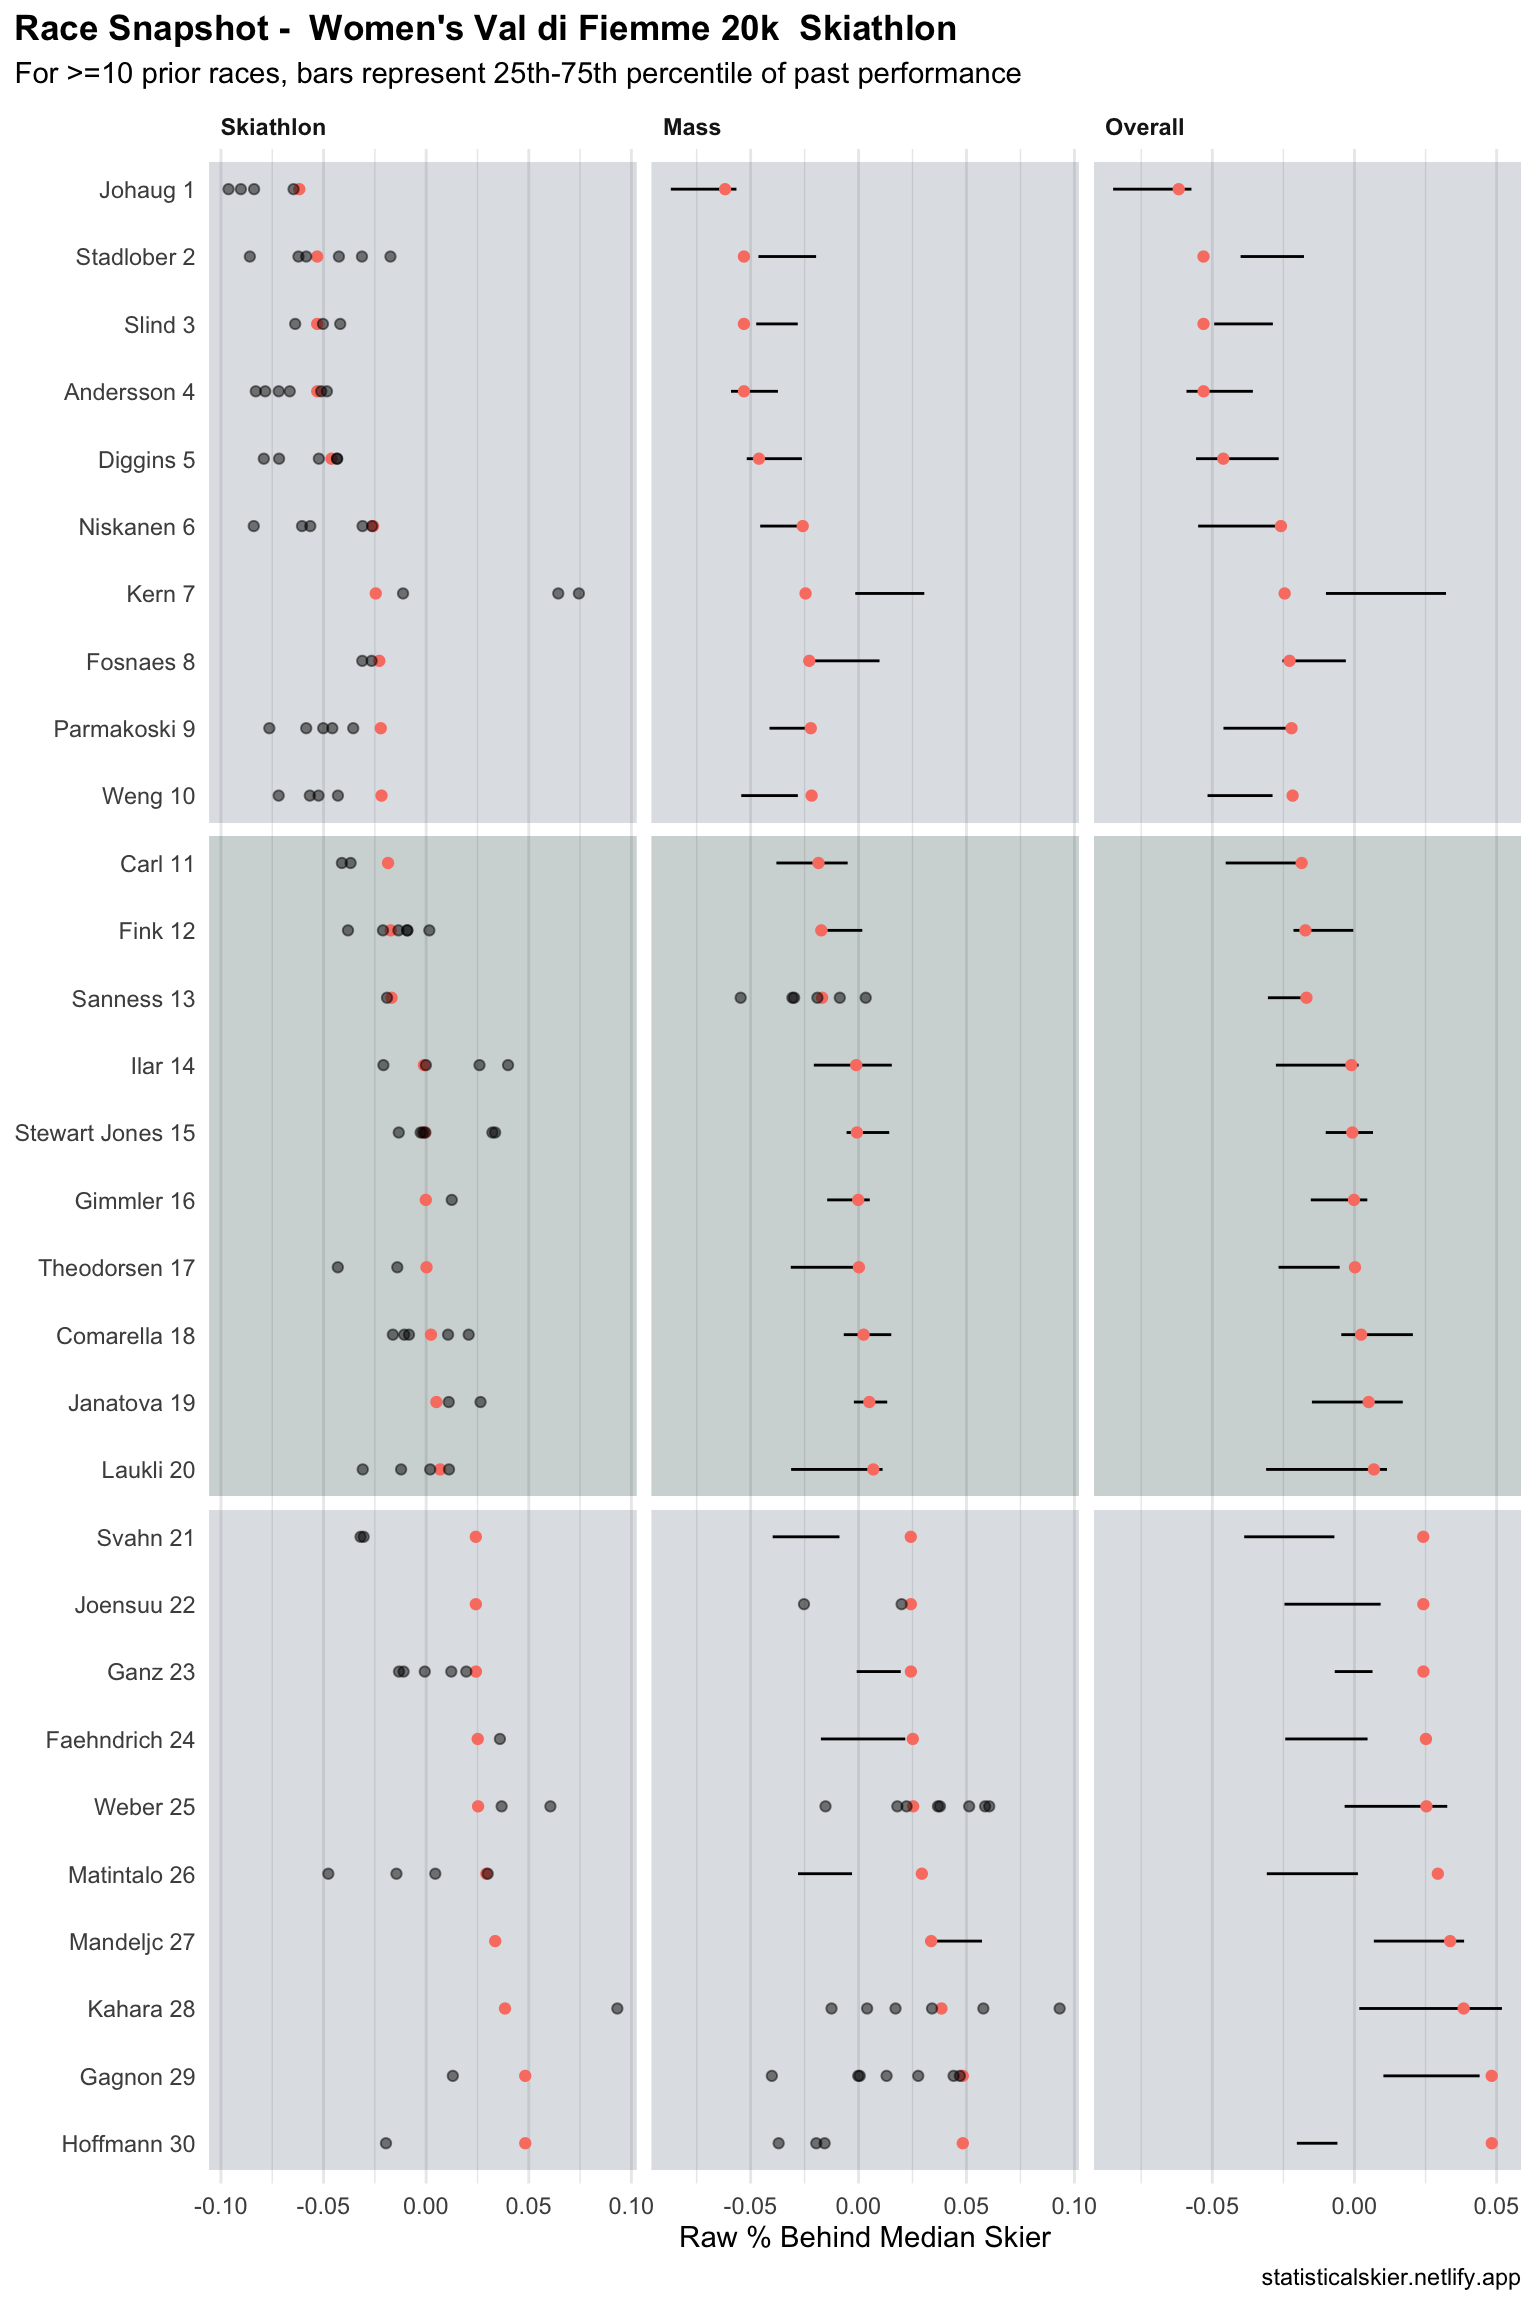 Race Snapshot -  Women's Val di Fiemme 20k  Skiathlon
For >=10 prior races, bars represent 25th-75th percentile of past performance
Skiathlon Mass Overall
Johaug 1
Stadlober 2
Slind 3
Andersson 4
Diggins 5
Niskanen 6
Kern 7
Fosnaes 8
Parmakoski 9
Weng 10
Carl 11
Fink 12
Sanness 13
Ilar 14
Stewart Jones 15
Gimmler 16
Theodorsen 17
Comarella 18
Janatova 19
Laukli 20
Svahn 21
Joensuu 22
Ganz 23
Faehndrich 24
Weber 25
Matintalo 26
Mandeljc 27
Kahara 28
Gagnon 29
Hoffmann 30
-0.10 -0.05 0.00 0.05 0.10 -0.05 0.00 0.05 0.10 -0.05 0.00 0.05
Raw % Behind Median Skier
statisticalskier.netlify.app